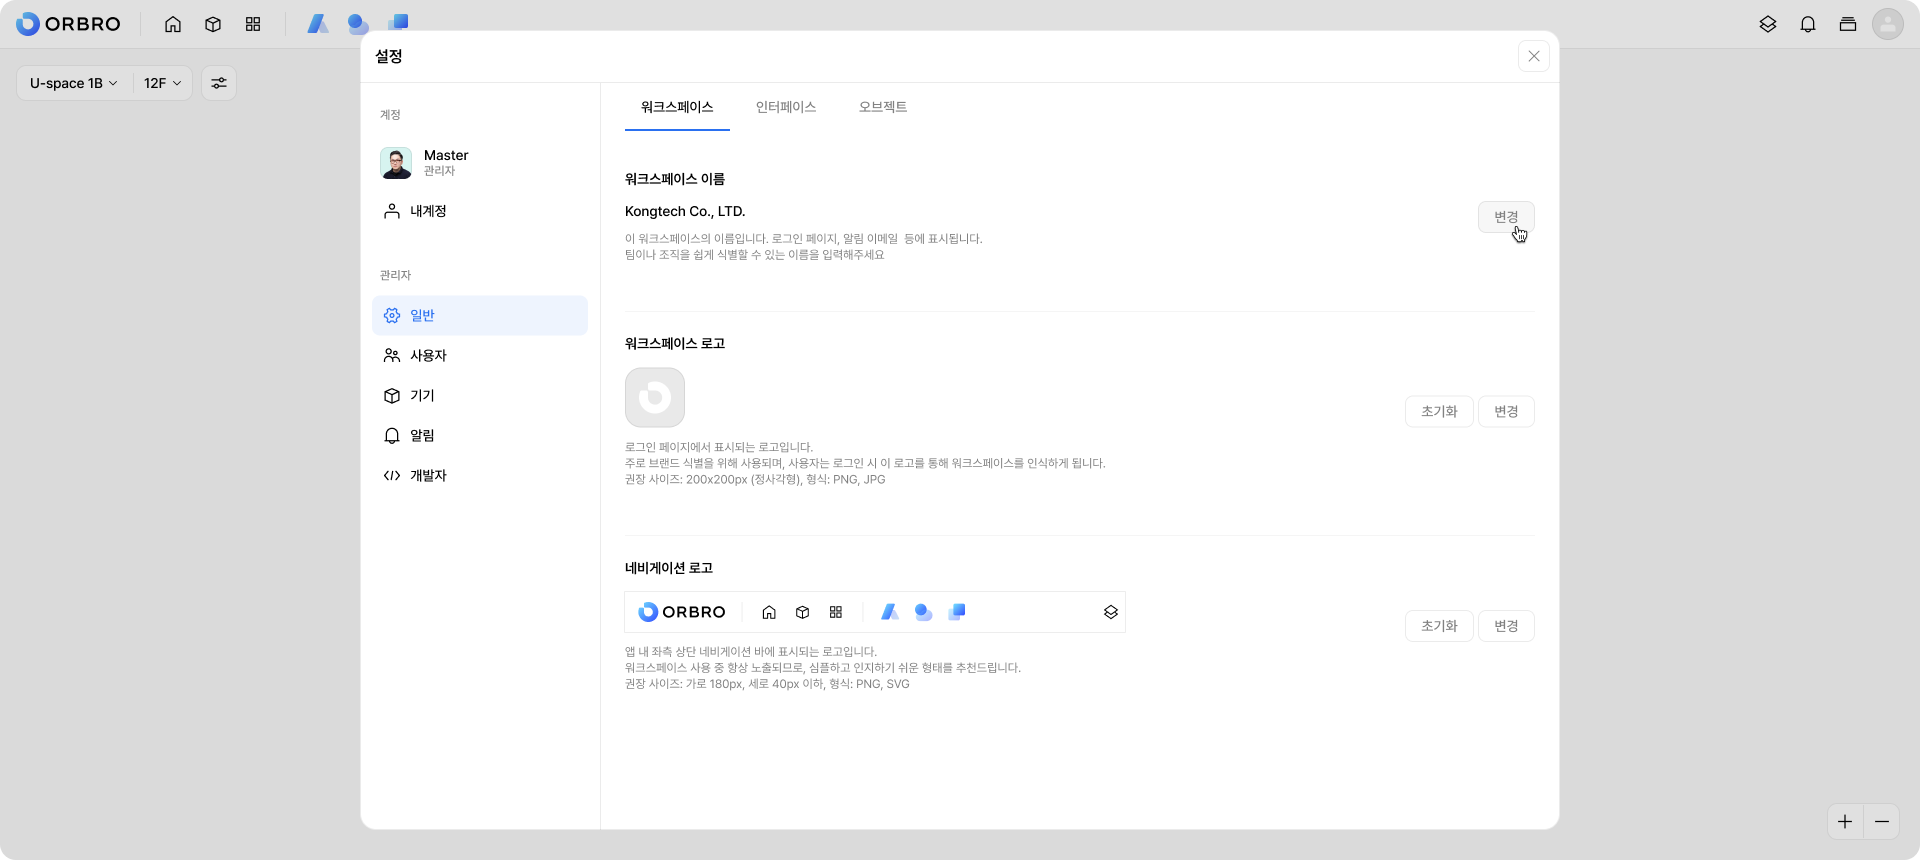 ORBRO
U-space 1B
12F
설정
계정
Master
관리자
내계정
관리자
일반
사용자
기기
알림
개발자
워크스페이스
인터페이스
오브젝트
워크스페이스 이름
Kongtech Co., LTD.
변경
이 워크스페이스의 이름입니다. 로그인 페이지, 알림 이메일  등에 표시됩니다.
팀이나 조직을 쉽게 식별할 수 있는 이름을 입력해주세요
워크스페이스 로고
초기화
변경
로그인 페이지에서 표시되는 로고입니다.
주로 브랜드 식별을 위해 사용되며, 사용자는 로그인 시 이 로고를 통해 워크스페이스를 인식하게 됩니다.
권장 사이즈: 200x200px (정사각형), 형식: PNG, JPG
네비게이션 로고
ORBRO
초기화
변경
앱 내 좌측 상단 네비게이션 바에 표시되는 로고입니다.
워크스페이스 사용 중 항상 노출되므로, 심플하고 인지하기 쉬운 형태를 추천드립니다.
권장 사이즈: 가로 180px, 세로 40px 이하, 형식: PNG, SVG